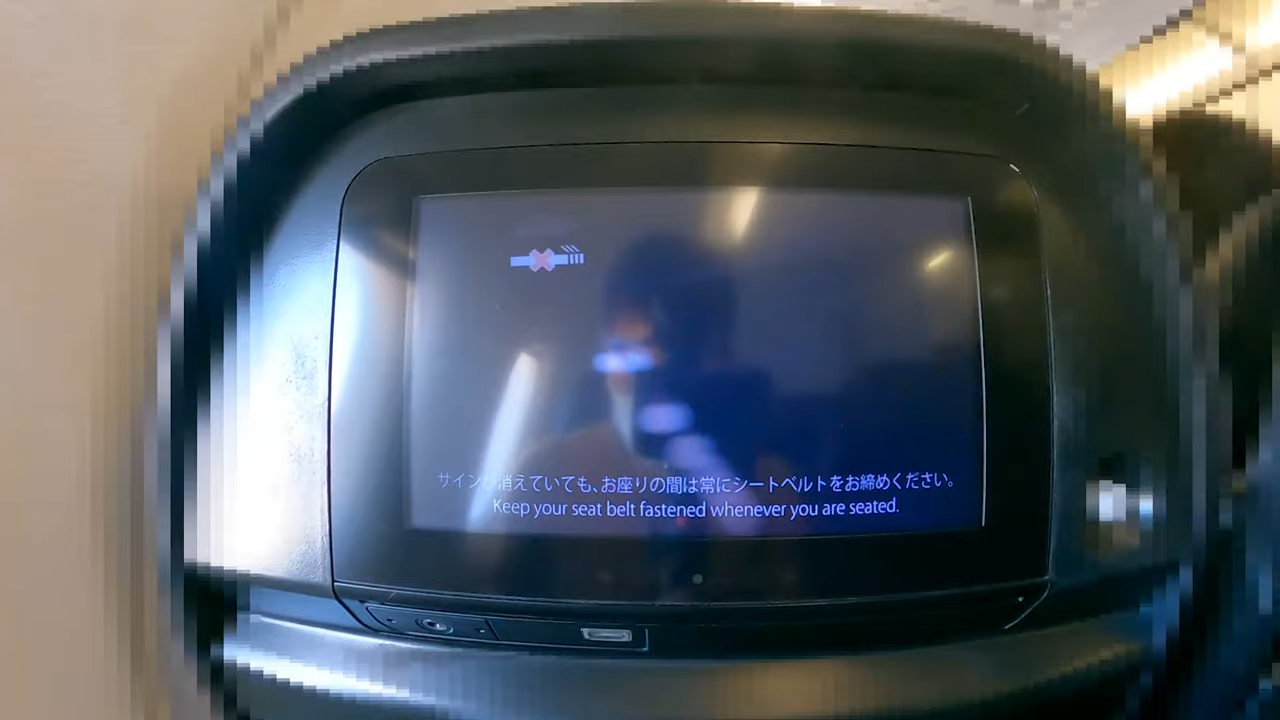 サインが消えていても、お座りの間は常にシートベルトをお締めください。
Keep your seat belt fastened whenever you are seated.